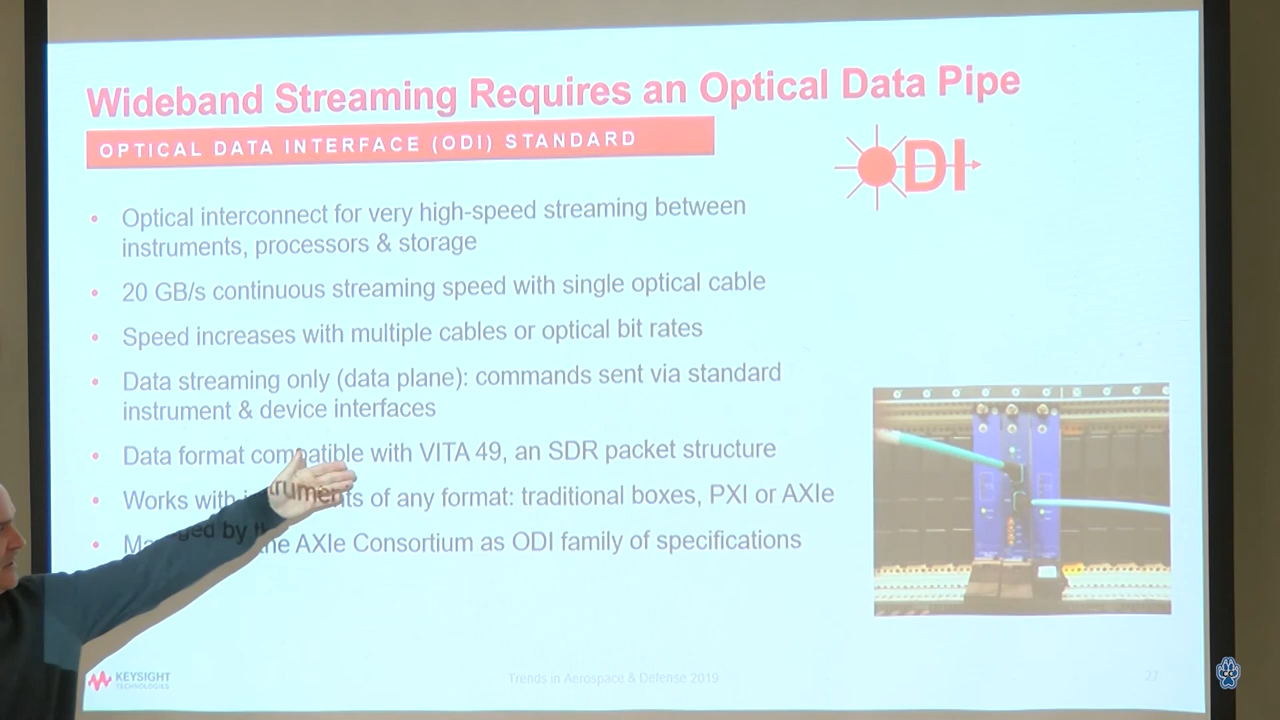 Wideband Streaming Requires an Optical Data Pipe
OPTICAL DATA INTERFACE (ODI) STANDARD
ODI
• Optical interconnect for very high-speed streaming between
instruments, processors & storage
• 20 GB/s continuous streaming speed with single optical cable
• Speed increases with multiple cables or optical bit rates
• Data streaming only (data plane): commands sent via standard
instrument & device interfaces
• Data format compatible with VITA 49, an SDR packet structure
• Works with instruments of any format: traditional boxes, PXI or AXIe
• Managed by the AXIe Consortium as ODI family of specifications
KEYSIGHT
TECHNOLOGIES
Trends in Aerospace & Defense 2019
27